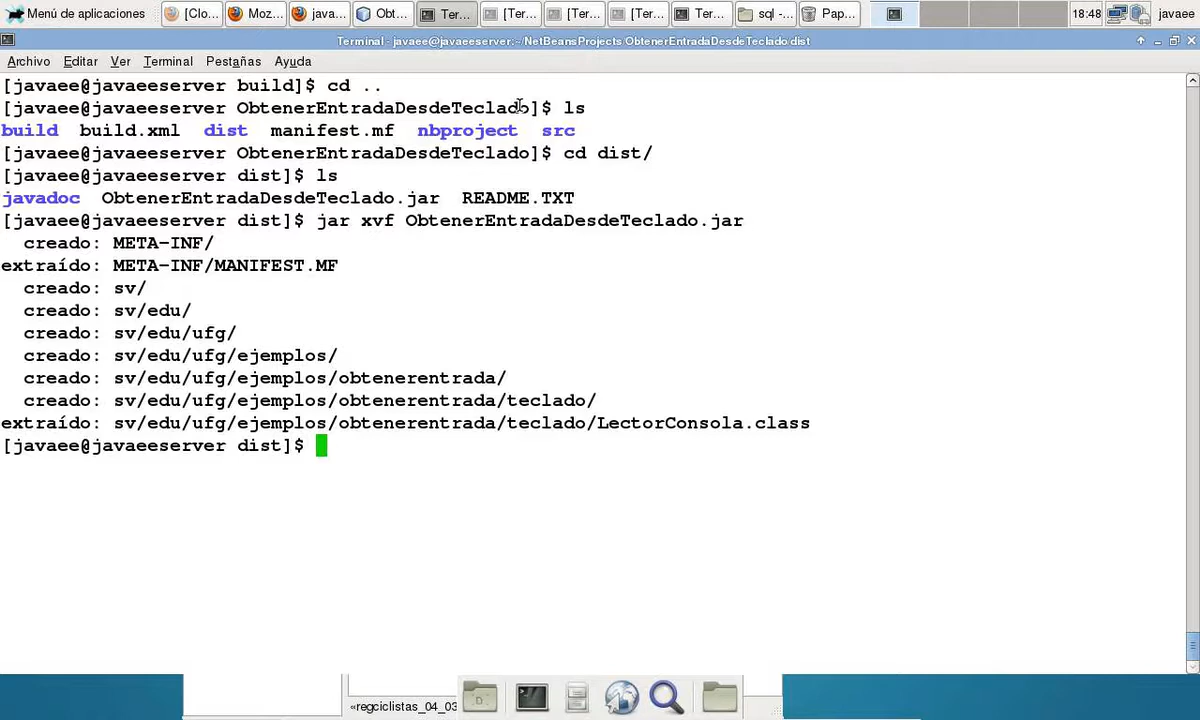 Menú de aplicaciones [Clo... Moz... java... Obt... Ter... [Ter... [Ter... [Ter... Ter... sql -... Pap... 18:48 javaee
Terminal - javaee@javaeeserver:~/NetBeansProjects/ObtenerEntradaDesdeTeclado/dist
Archivo Editar Ver Terminal Pestañas Ayuda
[javaee@javaeeserver build]$ cd ..
[javaee@javaeeserver ObtenerEntradaDesdeTeclado]$ ls
build build.xml dist manifest.mf nbproject src
[javaee@javaeeserver ObtenerEntradaDesdeTeclado]$ cd dist/
[javaee@javaeeserver dist]$ ls
javadoc ObtenerEntradaDesdeTeclado.jar README.TXT
[javaee@javaeeserver dist]$ jar xvf ObtenerEntradaDesdeTeclado.jar
creado: META-INF/
extraído: META-INF/MANIFEST.MF
creado: sv/
creado: sv/edu/
creado: sv/edu/ufg/
creado: sv/edu/ufg/ejemplos/
creado: sv/edu/ufg/ejemplos/obtenerentrada/
creado: sv/edu/ufg/ejemplos/obtenerentrada/teclado/
extraído: sv/edu/ufg/ejemplos/obtenerentrada/teclado/LectorConsola.class
[javaee@javaeeserver dist]$
«regciclistas_04_03